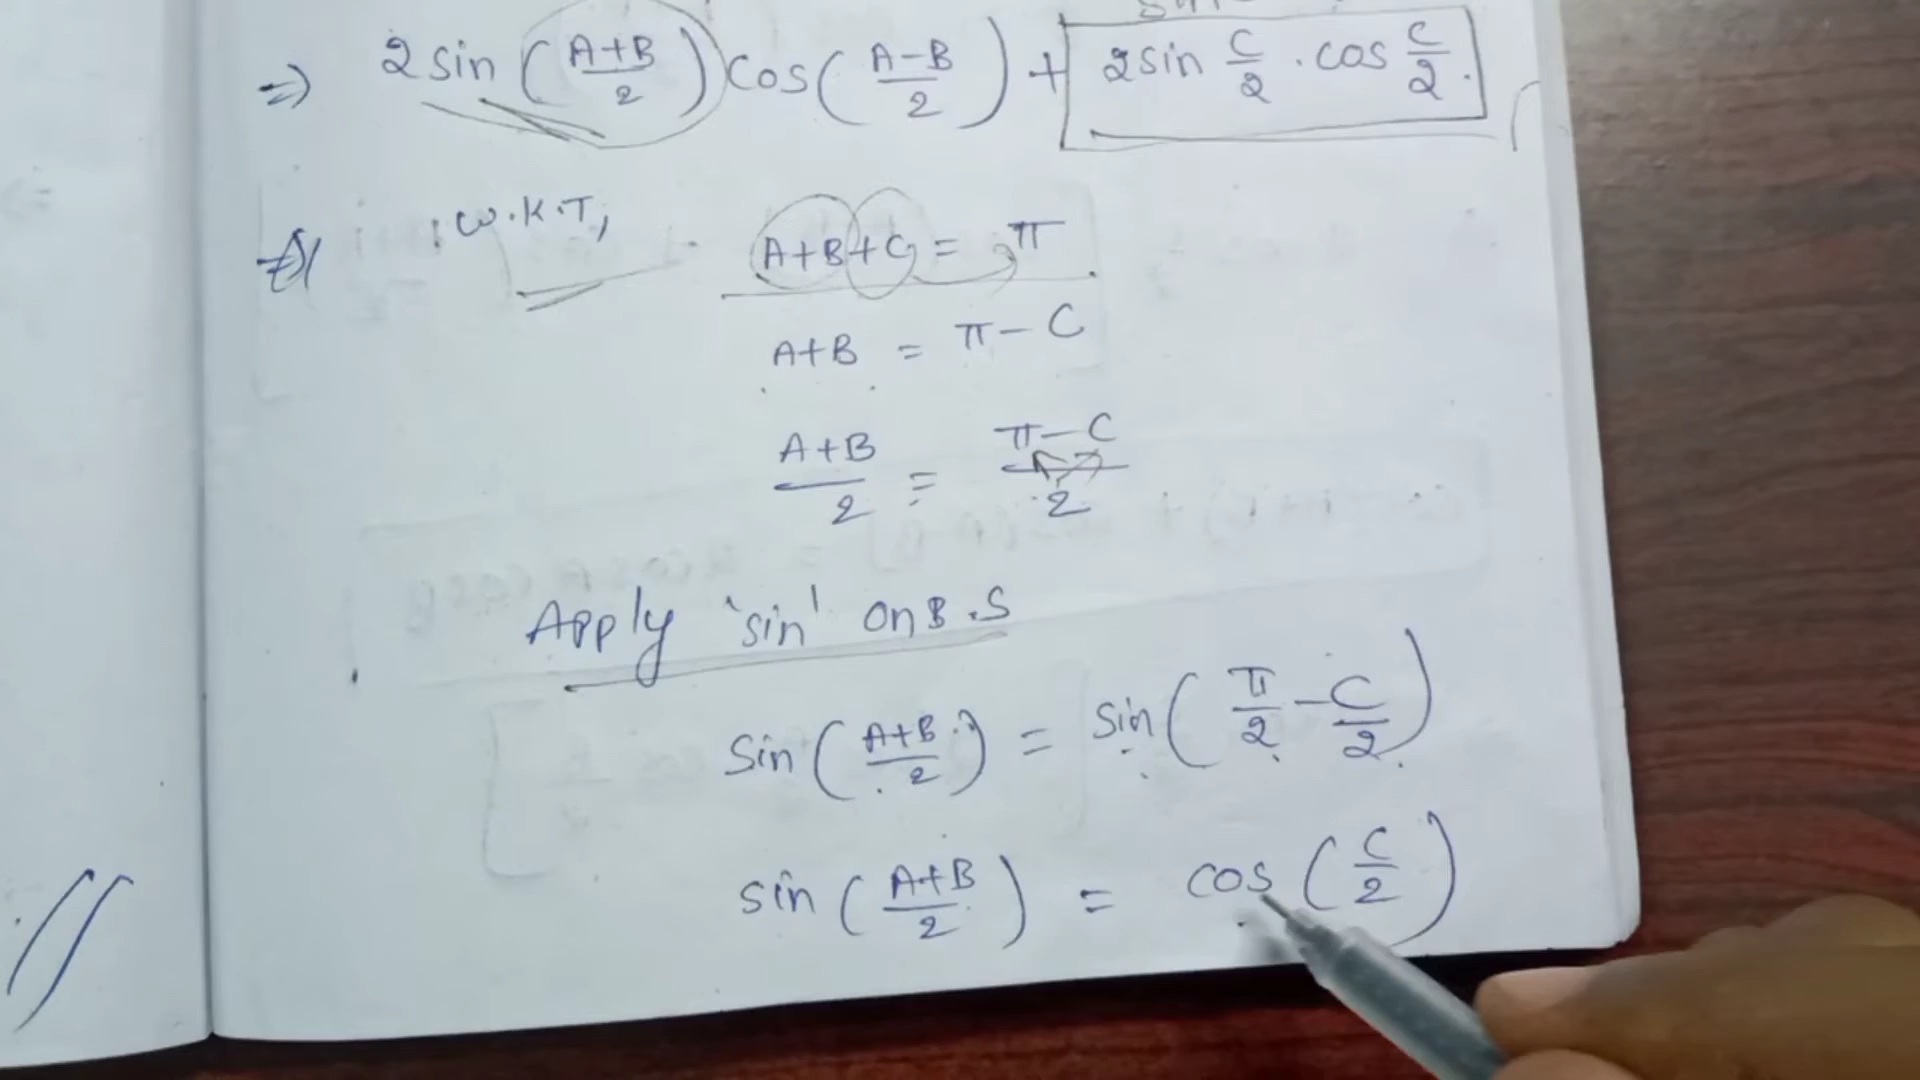 ⇒ 2 sin (A+B/2) cos (A-B/2) + 2 sin C/2 . cos C/2.
W.K.T, A+B+C = π
A+B = π - C
A+B/2 = π-C/2
Apply 'sin' on B.S
Sin (A+B/2) = sin (π/2 - C/2)
sin (A+B/2) = cos (C/2)